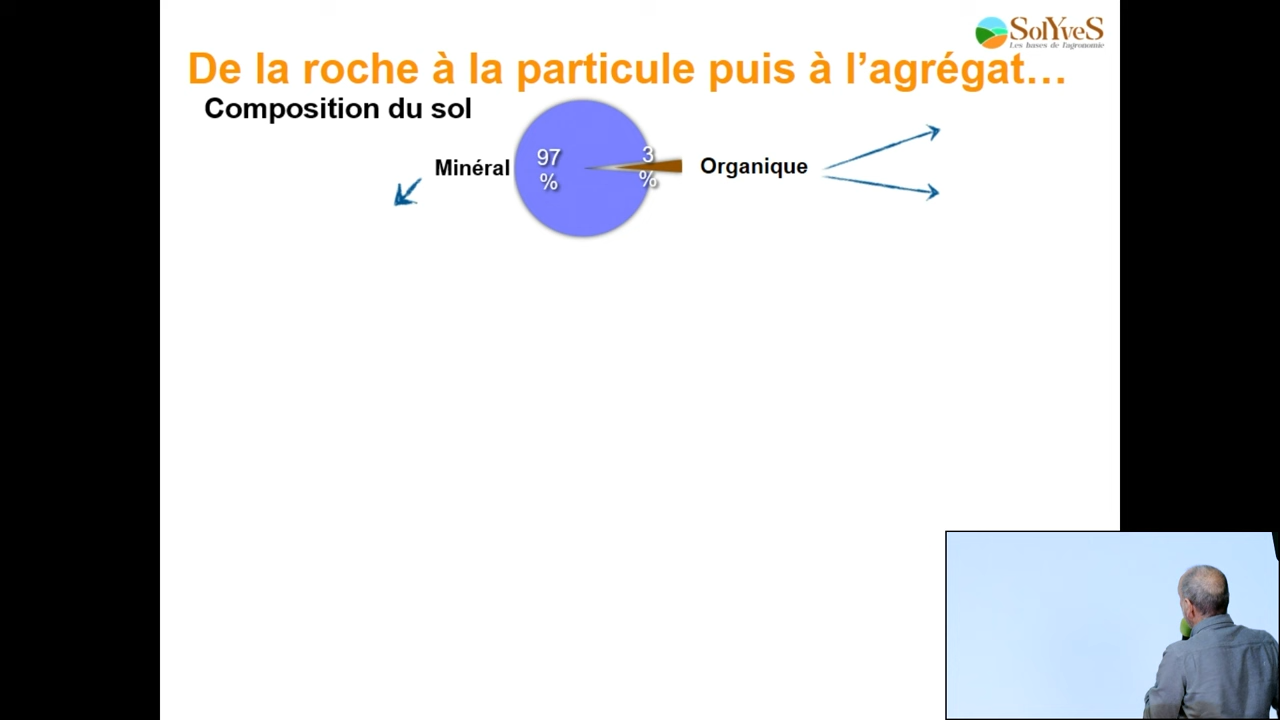 SolYveS
Les bases de l'agronomie
De la roche à la particule puis à l’agrégat…
Composition du sol
Minéral
97
%
3
%
Organique